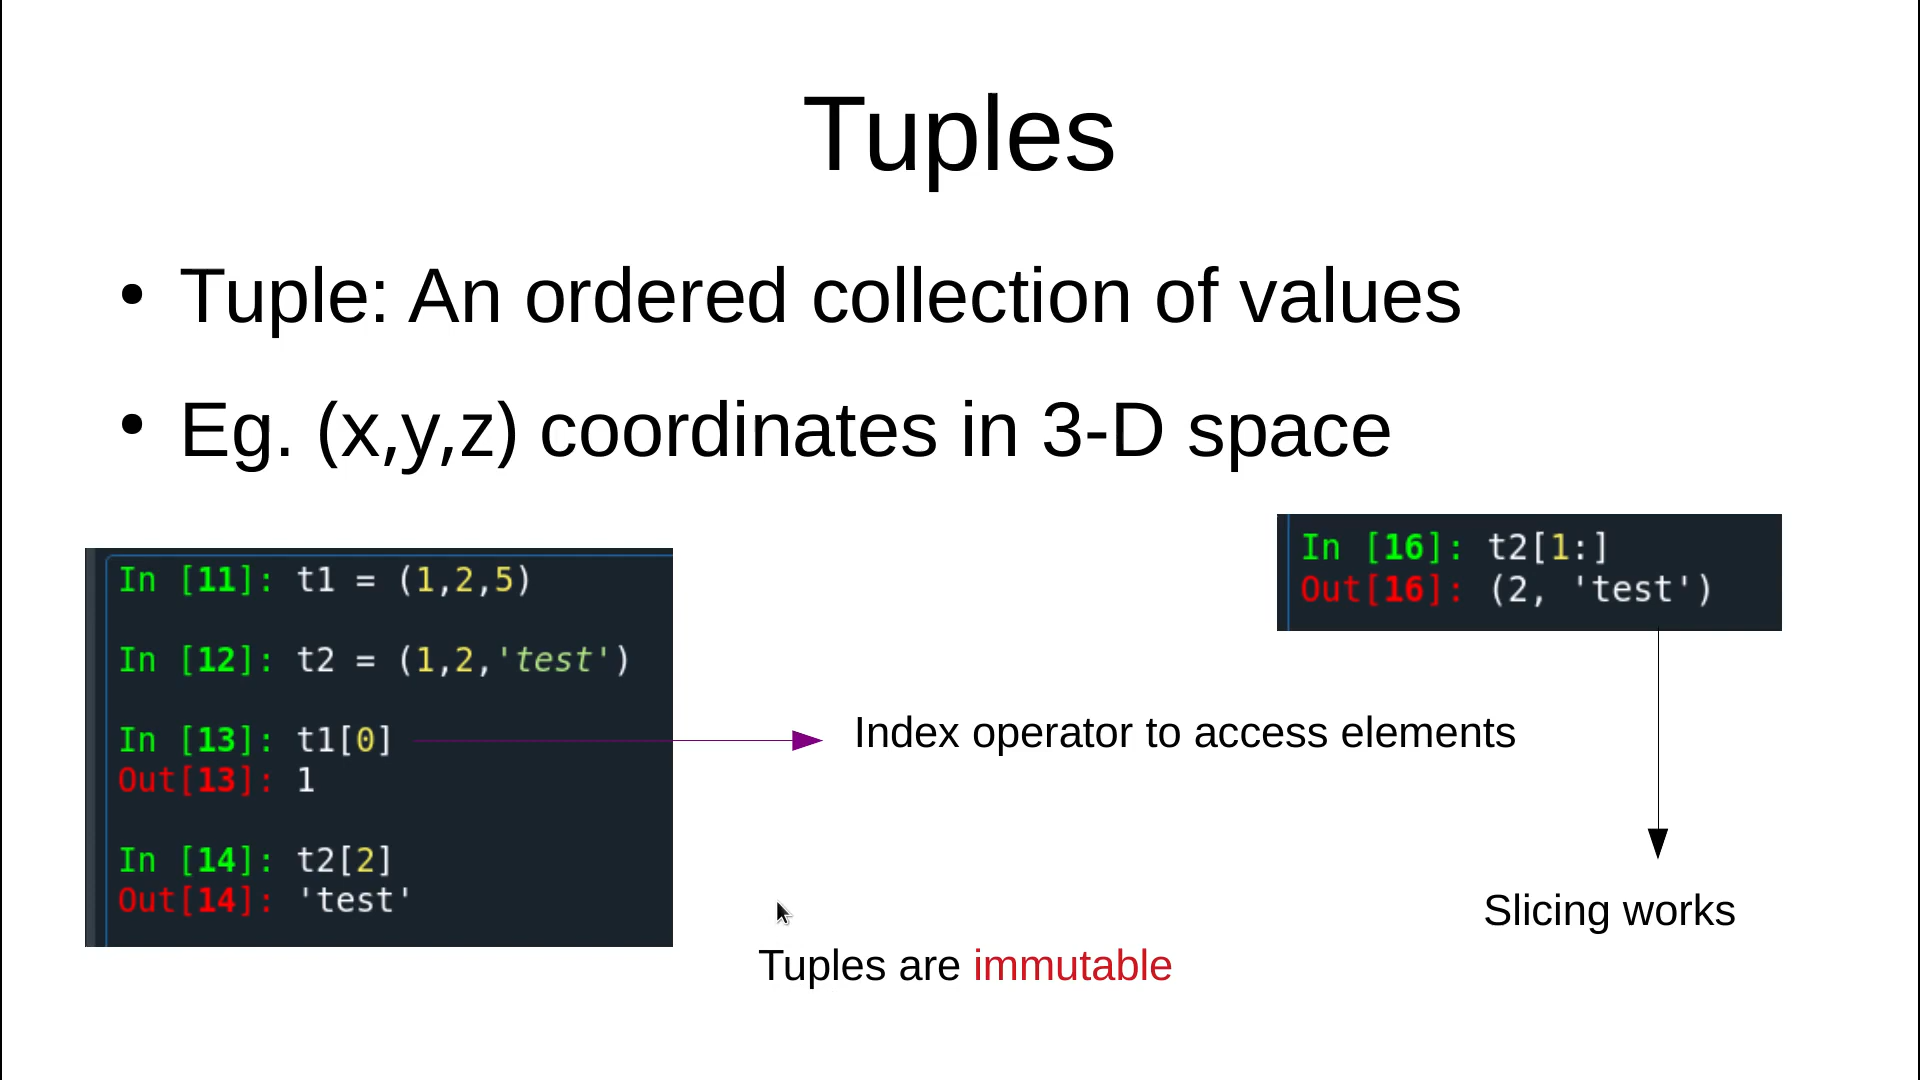 Tuples
• Tuple: An ordered collection of values
• Eg. (x,y,z) coordinates in 3-D space
In [11]: t1 = (1,2,5)
In [12]: t2 = (1,2,'test')
In [13]: t1[0]
Out[13]: 1
In [14]: t2[2]
Out[14]: 'test'
In [16]: t2[1:]
Out[16]: (2, 'test')
Index operator to access elements
Slicing works
Tuples are immutable